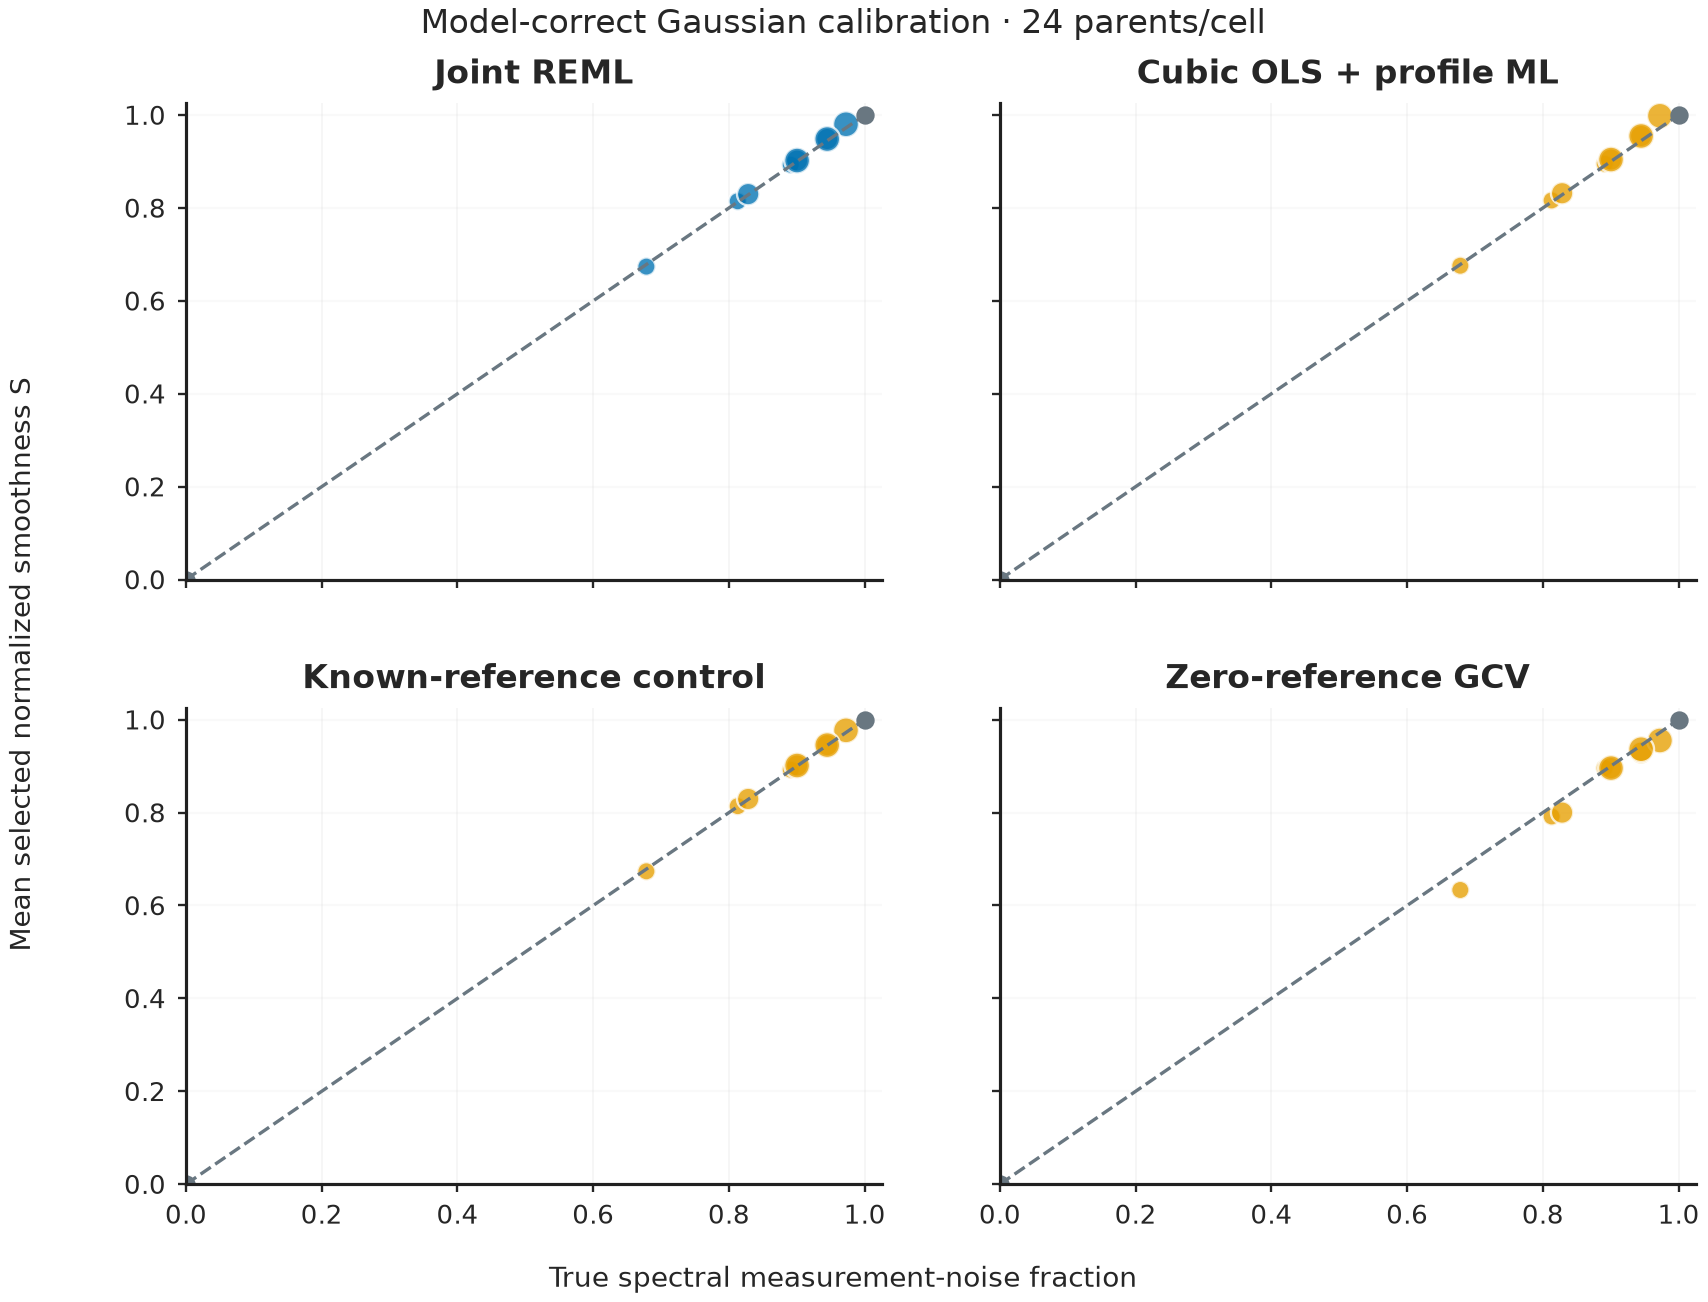 Model-correct Gaussian calibration · 24 parents/cell
Joint REML
Cubic OLS + profile ML
1.0
0.8
0.6
0.4
0.2
0.0
Mean selected normalized smoothness S
Known-reference control
Zero-reference GCV
1.0
0.8
0.6
0.4
0.2
0.0
0.0 0.2 0.4 0.6 0.8 1.0
0.0 0.2 0.4 0.6 0.8 1.0
True spectral measurement-noise fraction